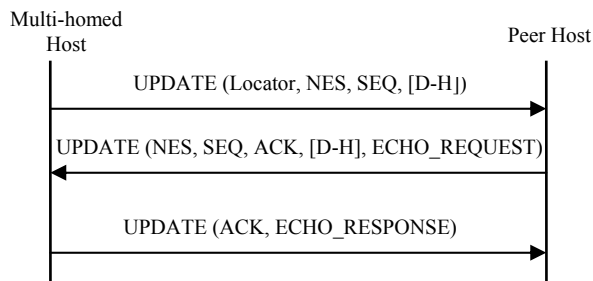 Multi-homed
Host
Peer Host
UPDATE (Locator, NES, SEQ, [D-H])
UPDATE (NES, SEQ, ACK, [D-H], ECHO_REQUEST)
UPDATE (ACK, ECHO_RESPONSE)